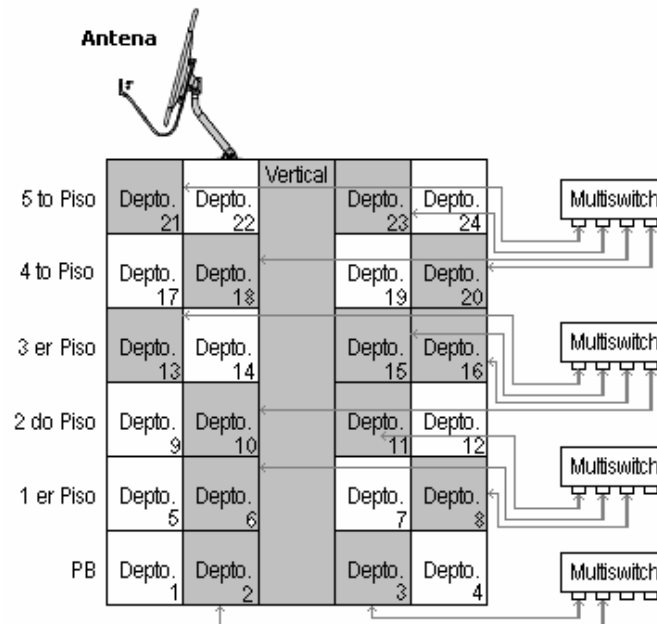 Antena
Vertical
5 to Piso
Depto. 21
Depto. 22
Depto. 23
Depto. 24
Multiswitch
4 to Piso
Depto. 17
Depto. 18
Depto. 19
Depto. 20
3 er Piso
Depto. 13
Depto. 14
Depto. 15
Depto. 16
Multiswitch
2 do Piso
Depto. 9
Depto. 10
Depto. 11
Depto. 12
Multiswitch
1 er Piso
Depto. 5
Depto. 6
Depto. 7
Depto. 8
PB
Depto. 1
Depto. 2
Depto. 3
Depto. 4
Multiswitch